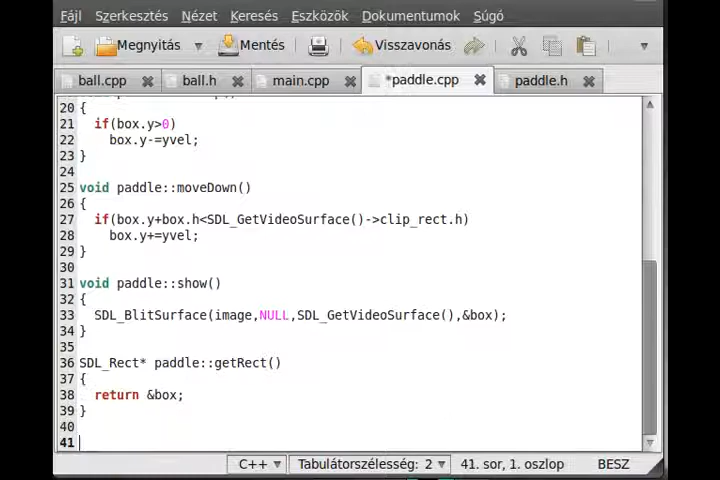 Fájl Szerkesztés Nézet Keresés Eszközök Dokumentumok Súgó
Megnyitás Mentés Visszavonás
ball.cpp ball.h main.cpp *paddle.cpp paddle.h
20 {
21 if(box.y>0)
22 box.y-=yvel;
23 }
24
25 void paddle::moveDown()
26 {
27 if(box.y+box.h<SDL_GetVideoSurface()->clip_rect.h)
28 box.y+=yvel;
29 }
30
31 void paddle::show()
32 {
33 SDL_BlitSurface(image,NULL,SDL_GetVideoSurface(),&box);
34 }
35
36 SDL_Rect* paddle::getRect()
37 {
38 return &box;
39 }
40
41
C++ Tabulátorszélesség: 2 41. sor, 1. oszlop BESZ